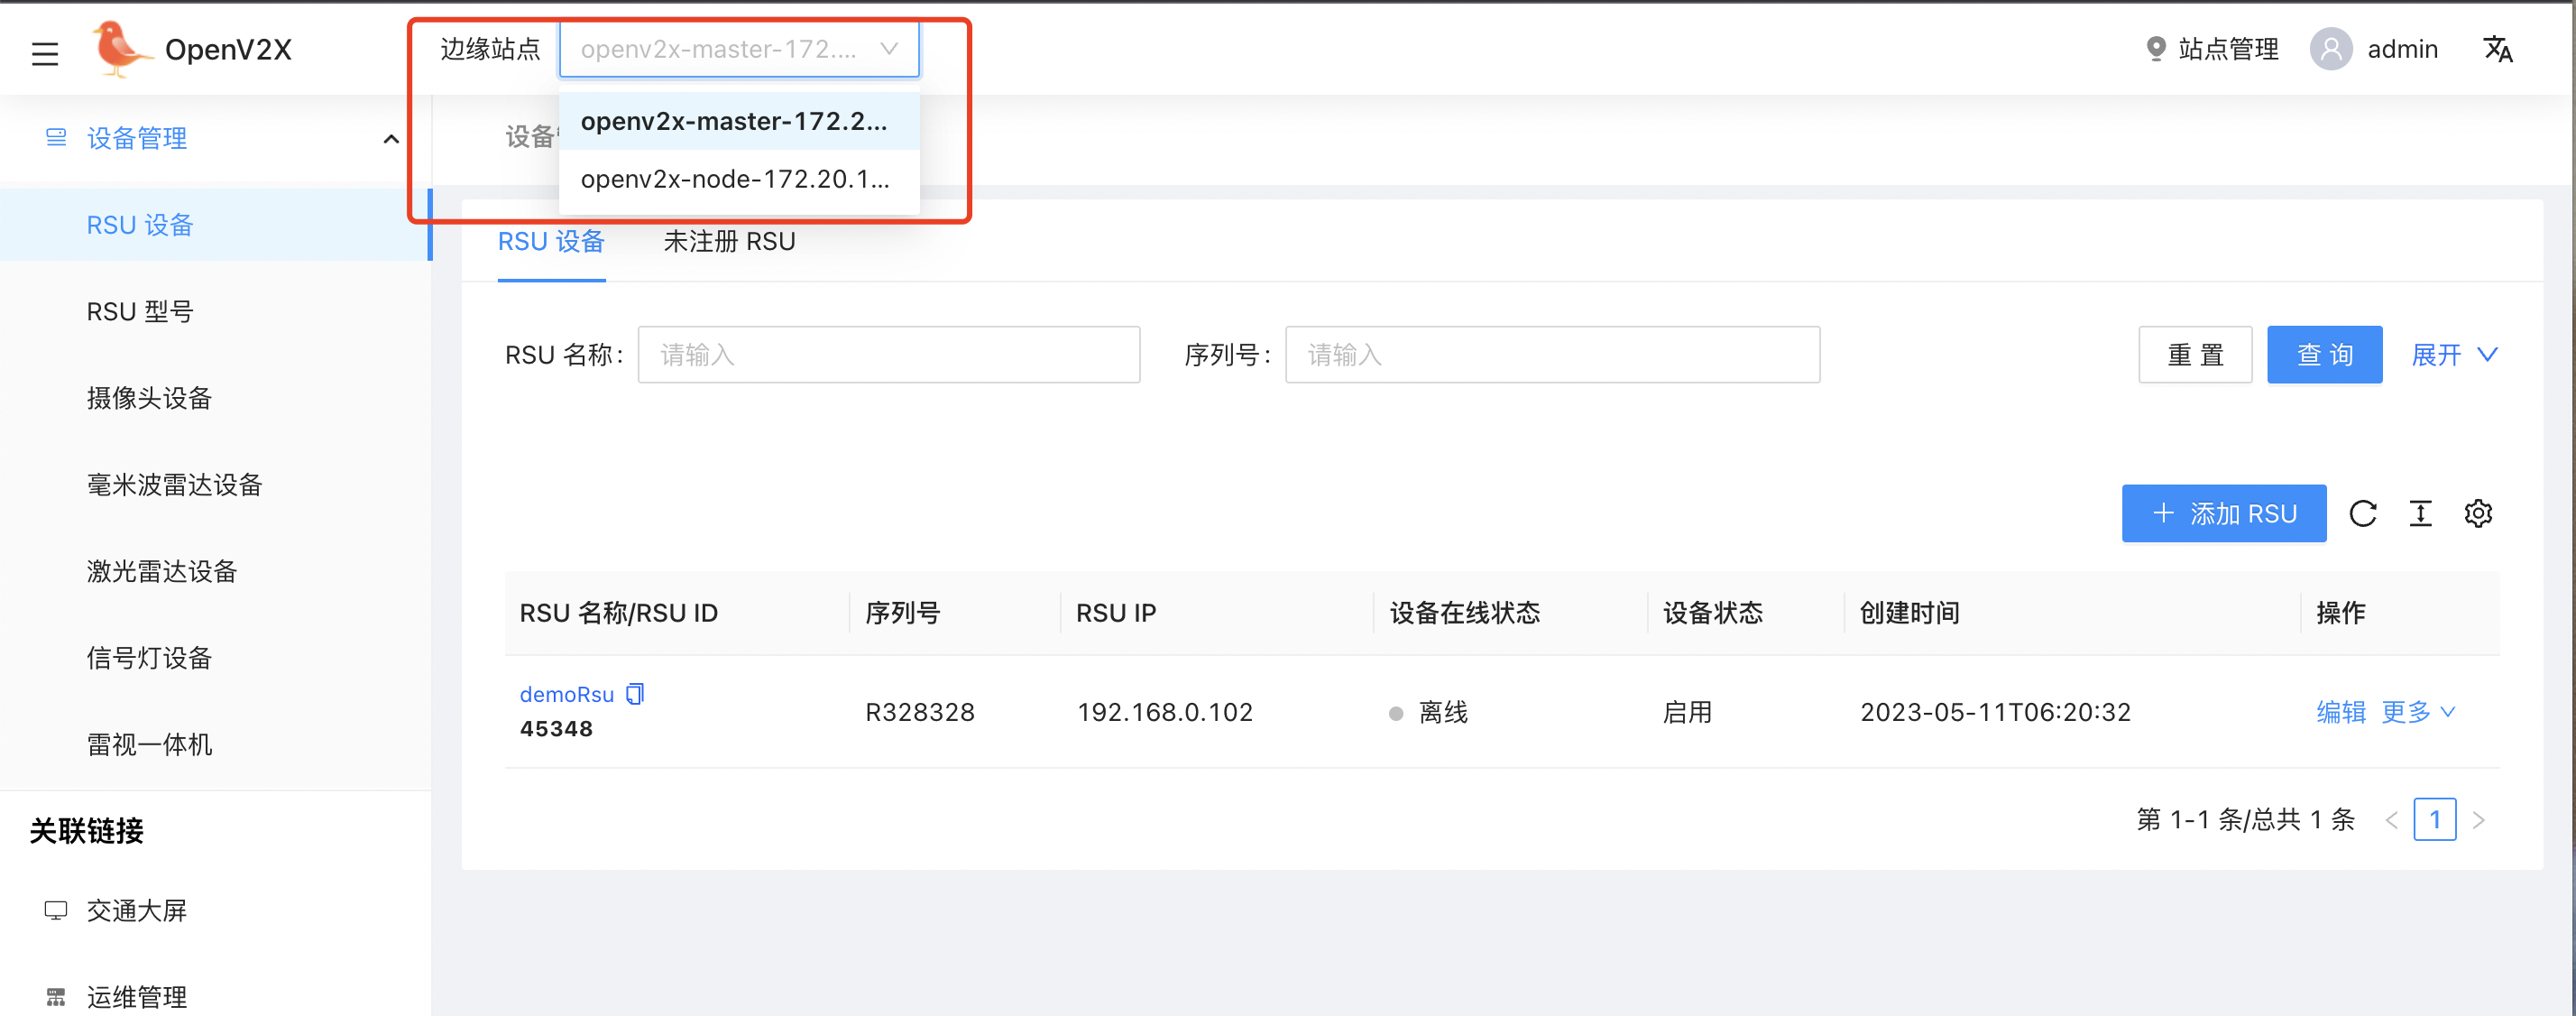 OpenV2X
边缘站点
openv2x-master-172....
站点管理
admin
openv2x-master-172.2...
openv2x-node-172.20.1...
设备管理
RSU 设备
RSU 型号
摄像头设备
毫米波雷达设备
激光雷达设备
信号灯设备
雷视一体机
关联链接
交通大屏
运维管理
设备
RSU 设备
未注册 RSU
RSU 名称:
请输入
序列号:
请输入
重 置
查 询
展开
添加 RSU
RSU 名称/RSU ID
序列号
RSU IP
设备在线状态
设备状态
创建时间
操作
demoRsu
45348
R328328
192.168.0.102
离线
启用
2023-05-11T06:20:32
编辑
更多
第 1-1 条/总共 1 条
1